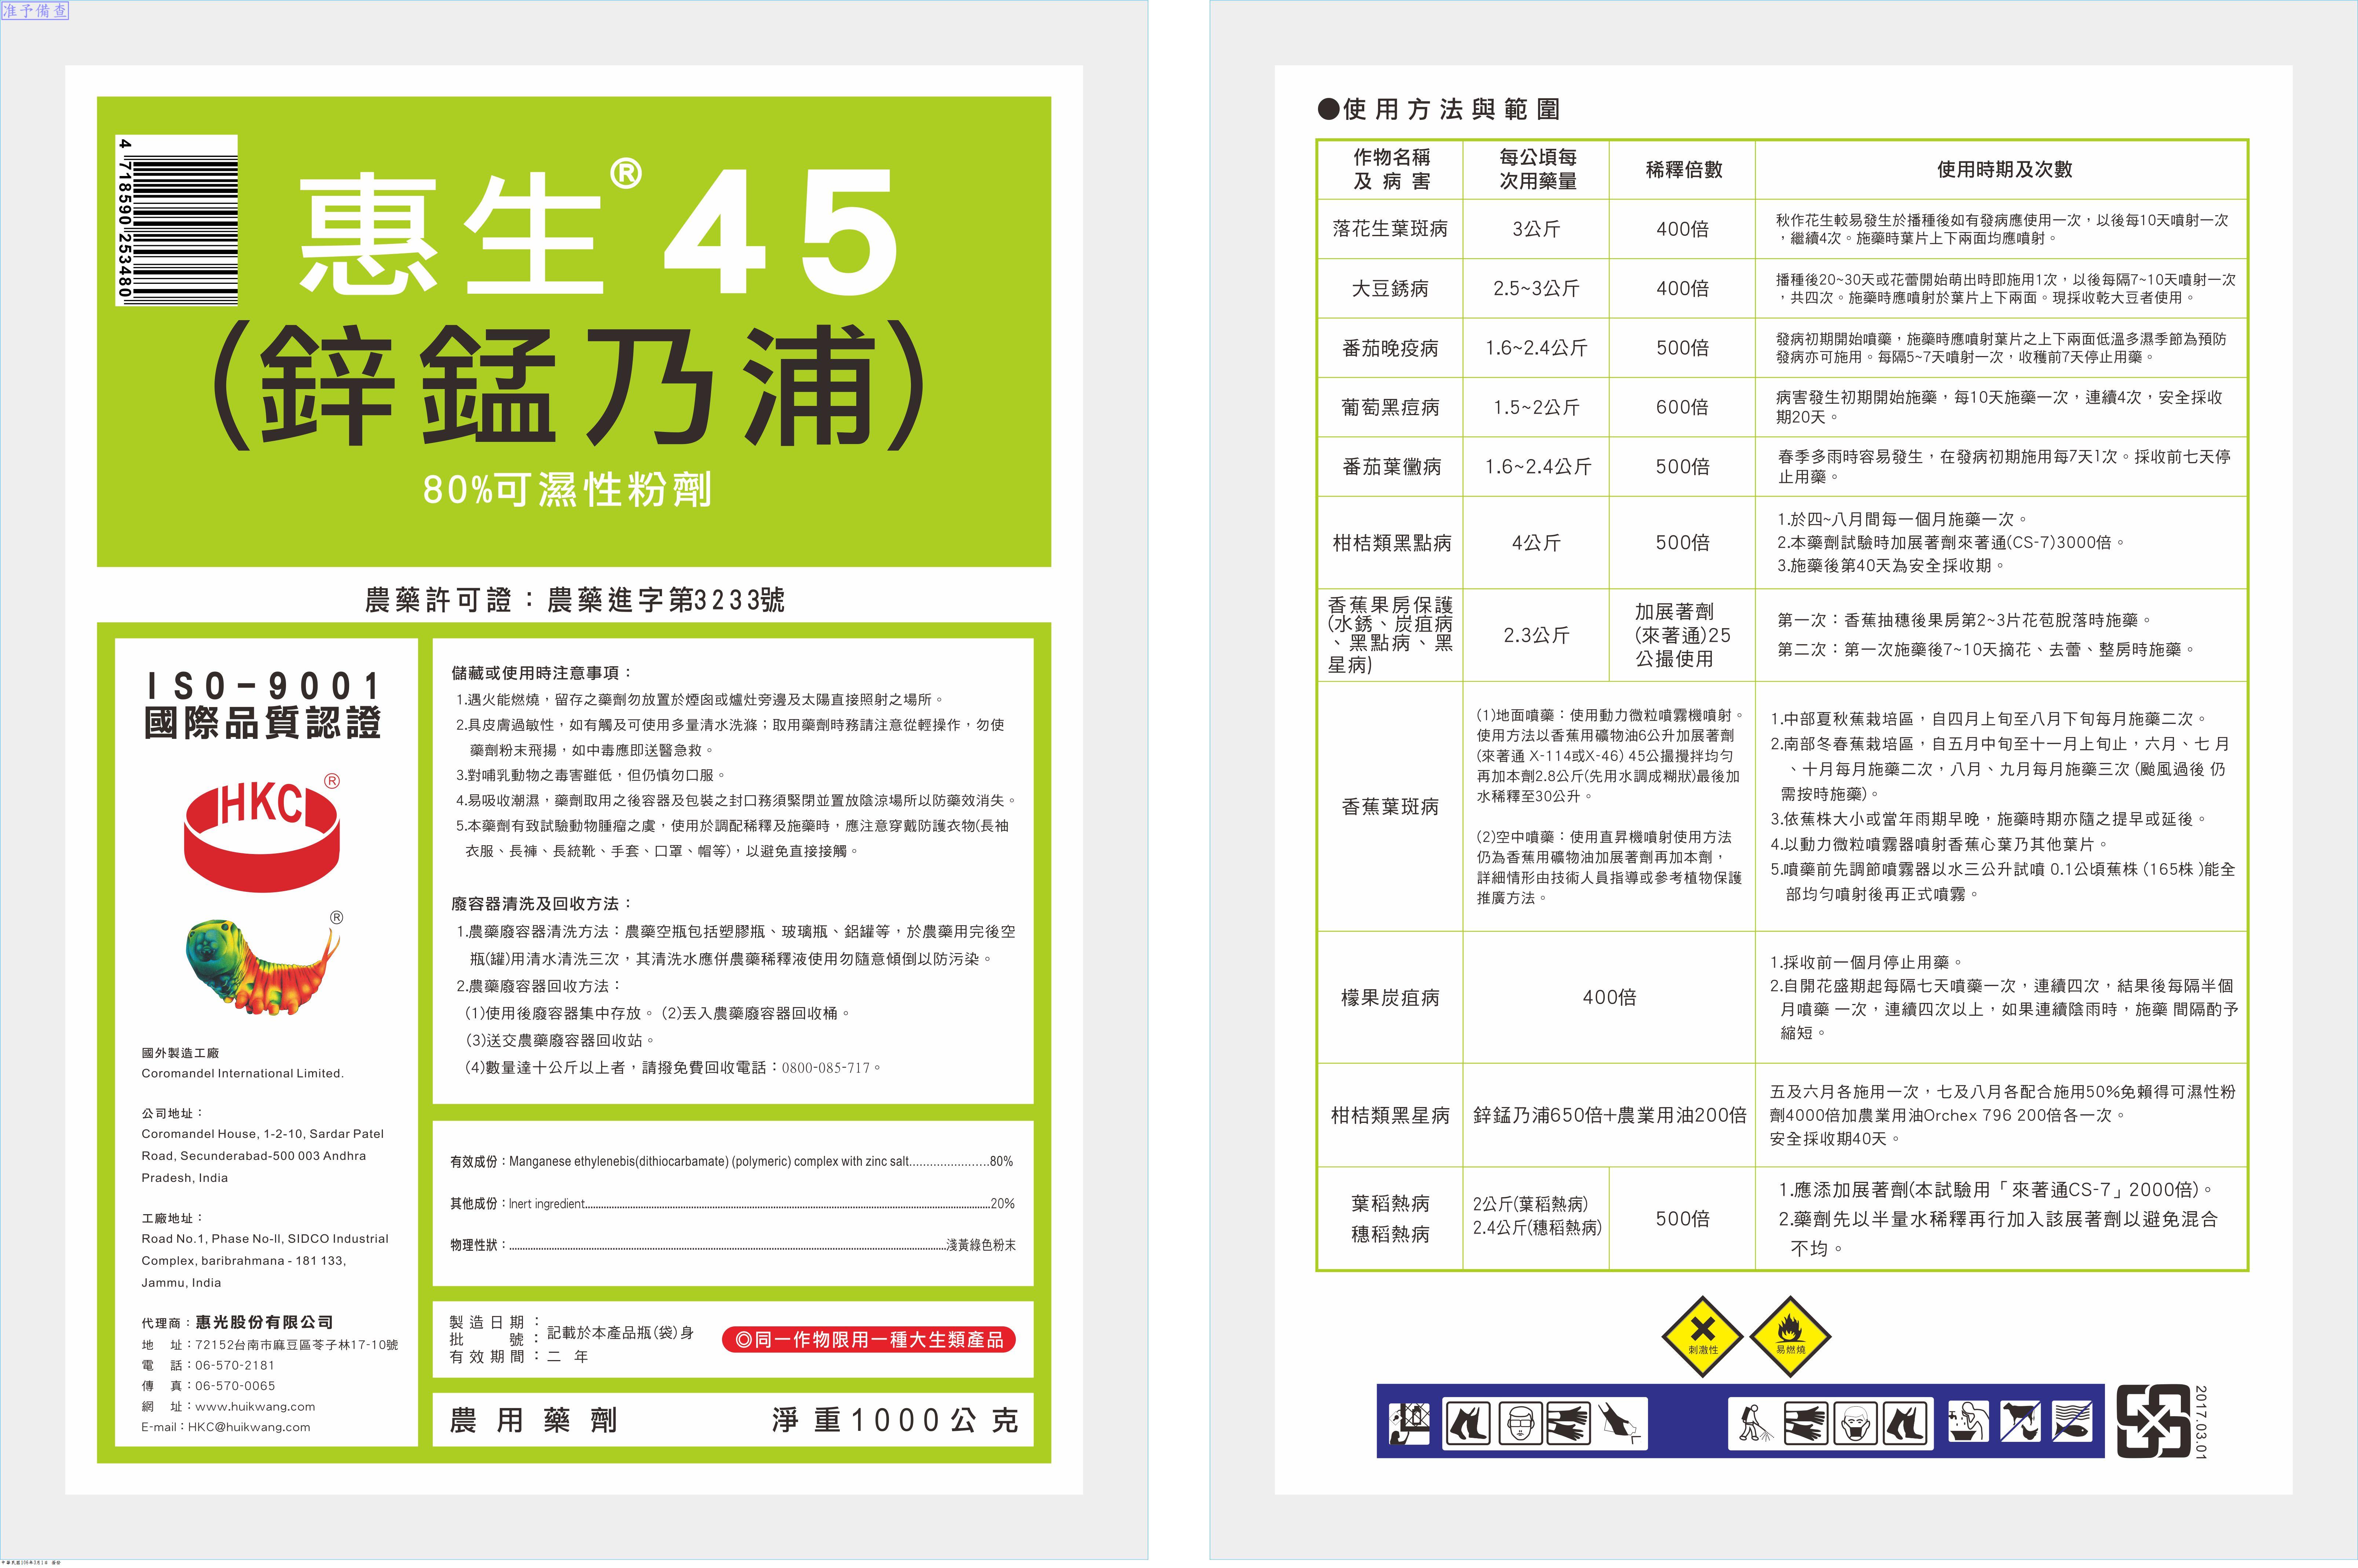 准予備查
4 718590 253480
惠生® 45
(鋅錳乃浦)
80%可濕性粉劑
農藥許可證：農藥進字第3233號
ISO-9001
國際品質認證
HKC ®
®
國外製造工廠
Coromandel International Limited.
公司地址：
Coromandel House, 1-2-10, Sardar Patel
Road, Secunderabad-500 003 Andhra
Pradesh, India
工廠地址：
Road No.1, Phase No-II, SIDCO Industrial
Complex, baribrahmana - 181 133,
Jammu, India
代理商：惠光股份有限公司
地　址：72152台南市麻豆區苓子林17-10號
電　話：06-570-2181
傳　真：06-570-0065
網　址：www.huikwang.com
E-mail：HKC@huikwang.com
儲藏或使用時注意事項：
1.遇火能燃燒，留存之藥劑勿放置於煙囪或爐灶旁邊及太陽直接照射之場所。
2.具皮膚過敏性，如有觸及可使用多量清水洗滌；取用藥劑時務請注意從輕操作，勿使
藥劑粉末飛揚，如中毒應即送醫急救。
3.對哺乳動物之毒害雖低，但仍慎勿口服。
4.易吸收潮濕，藥劑取用之後容器及包裝之封口務須緊閉並置放陰涼場所以防藥效消失。
5.本藥劑有致試驗動物腫瘤之虞，使用於調配稀釋及施藥時，應注意穿戴防護衣物(長袖
衣服、長褲、長統靴、手套、口罩、帽等)，以避免直接接觸。
廢容器清洗及回收方法：
1.農藥廢容器清洗方法：農藥空瓶包括塑膠瓶、玻璃瓶、鋁罐等，於農藥用完後空
瓶(罐)用清水清洗三次，其清洗水應併農藥稀釋液使用勿隨意傾倒以防污染。
2.農藥廢容器回收方法：
(1)使用後廢容器集中存放。(2)丟入農藥廢容器回收桶。
(3)送交農藥廢容器回收站。
(4)數量達十公斤以上者，請撥免費回收電話：0800-085-717。
有效成份：Manganese ethylenebis(dithiocarbamate) (polymeric) complex with zinc salt.......................80%
其他成份：Inert ingredient..........................................................................................20%
物理性狀：..........................................................................................淺黃綠色粉末
製造日期：
批　　號：記載於本產品瓶(袋)身
有效期間：二 年
◎同一作物限用一種大生類產品
農用藥劑　淨重1000公克
●使用方法與範圍
作物名稱及病害　每公頃每次用藥量　稀釋倍數　使用時期及次數
落花生葉斑病　3公斤　400倍
秋作花生較易發生於播種後如有發病應使用一次，以後每10天噴射一次
，繼續4次。施藥時葉片上下兩面均應噴射。
大豆銹病　2.5~3公斤　400倍
播種後20~30天或花蕾開始萌出時即施用1次，以後每隔7~10天噴射一次
，共四次。施藥時應噴射於葉片上下兩面。現採收乾大豆者使用。
番茄晚疫病　1.6~2.4公斤　500倍
發病初期開始噴藥，施藥時應噴射葉片之上下兩面低溫多濕季節為預防
發病亦可施用。每隔5~7天噴射一次，收穫前7天停止用藥。
葡萄黑痘病　1.5~2公斤　600倍
病害發生初期開始施藥，每10天施藥一次，連續4次，安全採收
期20天。
番茄葉黴病　1.6~2.4公斤　500倍
春季多雨時容易發生，在發病初期施用每7天1次。採收前七天停
止用藥。
柑桔類黑點病　4公斤　500倍
1.於四~八月間每一個月施藥一次。
2.本藥劑試驗時加展著劑來著通(CS-7)3000倍。
3.施藥後第40天為安全採收期。
香蕉果房保護
(水銹、炭疽病
、黑點病、黑
星病)
2.3公斤
加展著劑
(來著通)25
公撮使用
第一次：香蕉抽穗後果房第2~3片花苞脫落時施藥。
第二次：第一次施藥後7~10天摘花、去蕾、整房時施藥。
香蕉葉斑病
(1)地面噴藥：使用動力微粒噴霧機噴射。
使用方法以香蕉用礦物油6公升加展著劑
(來著通 X-114或X-46) 45公撮攪拌均勻
再加本劑2.8公斤(先用水調成糊狀)最後加
水稀釋至30公升。
(2)空中噴藥：使用直昇機噴射使用方法
仍為香蕉用礦物油加展著劑再加本劑，
詳細情形由技術人員指導或參考植物保護
推廣方法。
1.中部夏秋蕉栽培區，自四月上旬至八月下旬每月施藥二次。
2.南部冬春蕉栽培區，自五月中旬至十一月上旬止，六月、七 月
、十月每月施藥二次，八月、九月每月施藥三次 (颱風過後 仍
需按時施藥)。
3.依蕉株大小或當年雨期早晚，施藥時期亦隨之提早或延後。
4.以動力微粒噴霧器噴射香蕉心葉乃其他葉片。
5.噴藥前先調節噴霧器以水三公升試噴 0.1公頃蕉株 (165株 )能全
部均勻噴射後再正式噴霧。
檬果炭疽病　400倍
1.採收前一個月停止用藥。
2.自開花盛期起每隔七天噴藥一次，連續四次，結果後每隔半個
月噴藥 一次，連續四次以上，如果連續陰雨時，施藥 間隔酌予
縮短。
柑桔類黑星病　鋅錳乃浦650倍+農業用油200倍
五及六月各施用一次，七及八月各配合施用50%免賴得可濕性粉
劑4000倍加農業用油Orchex 796 200倍各一次。
安全採收期40天。
葉稻熱病
穗稻熱病
2公斤(葉稻熱病)
2.4公斤(穗稻熱病)
500倍
1.應添加展著劑(本試驗用「來著通CS-7」2000倍)。
2.藥劑先以半量水稀釋再行加入該展著劑以避免混合
不均。
刺激性　易燃燒
2017.03.01